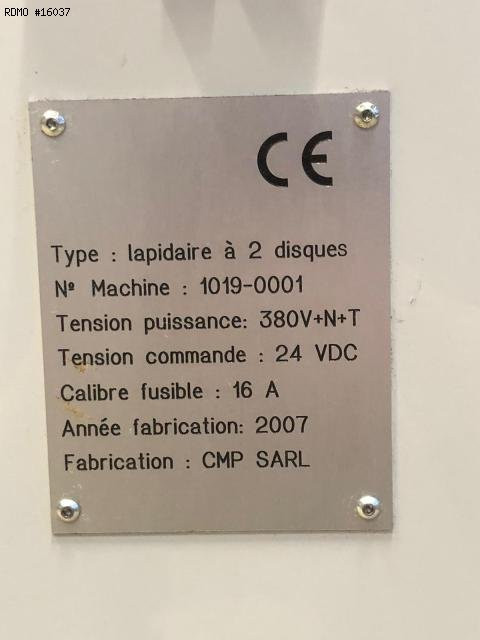 RDMO #16037
CE
Type : lapidaire à 2 disques
Nº Machine : 1019-0001
Tension puissance: 380V+N+T
Tension commande : 24 VDC
Calibre fusible : 16 A
Année fabrication: 2007
Fabrication : CMP SARL